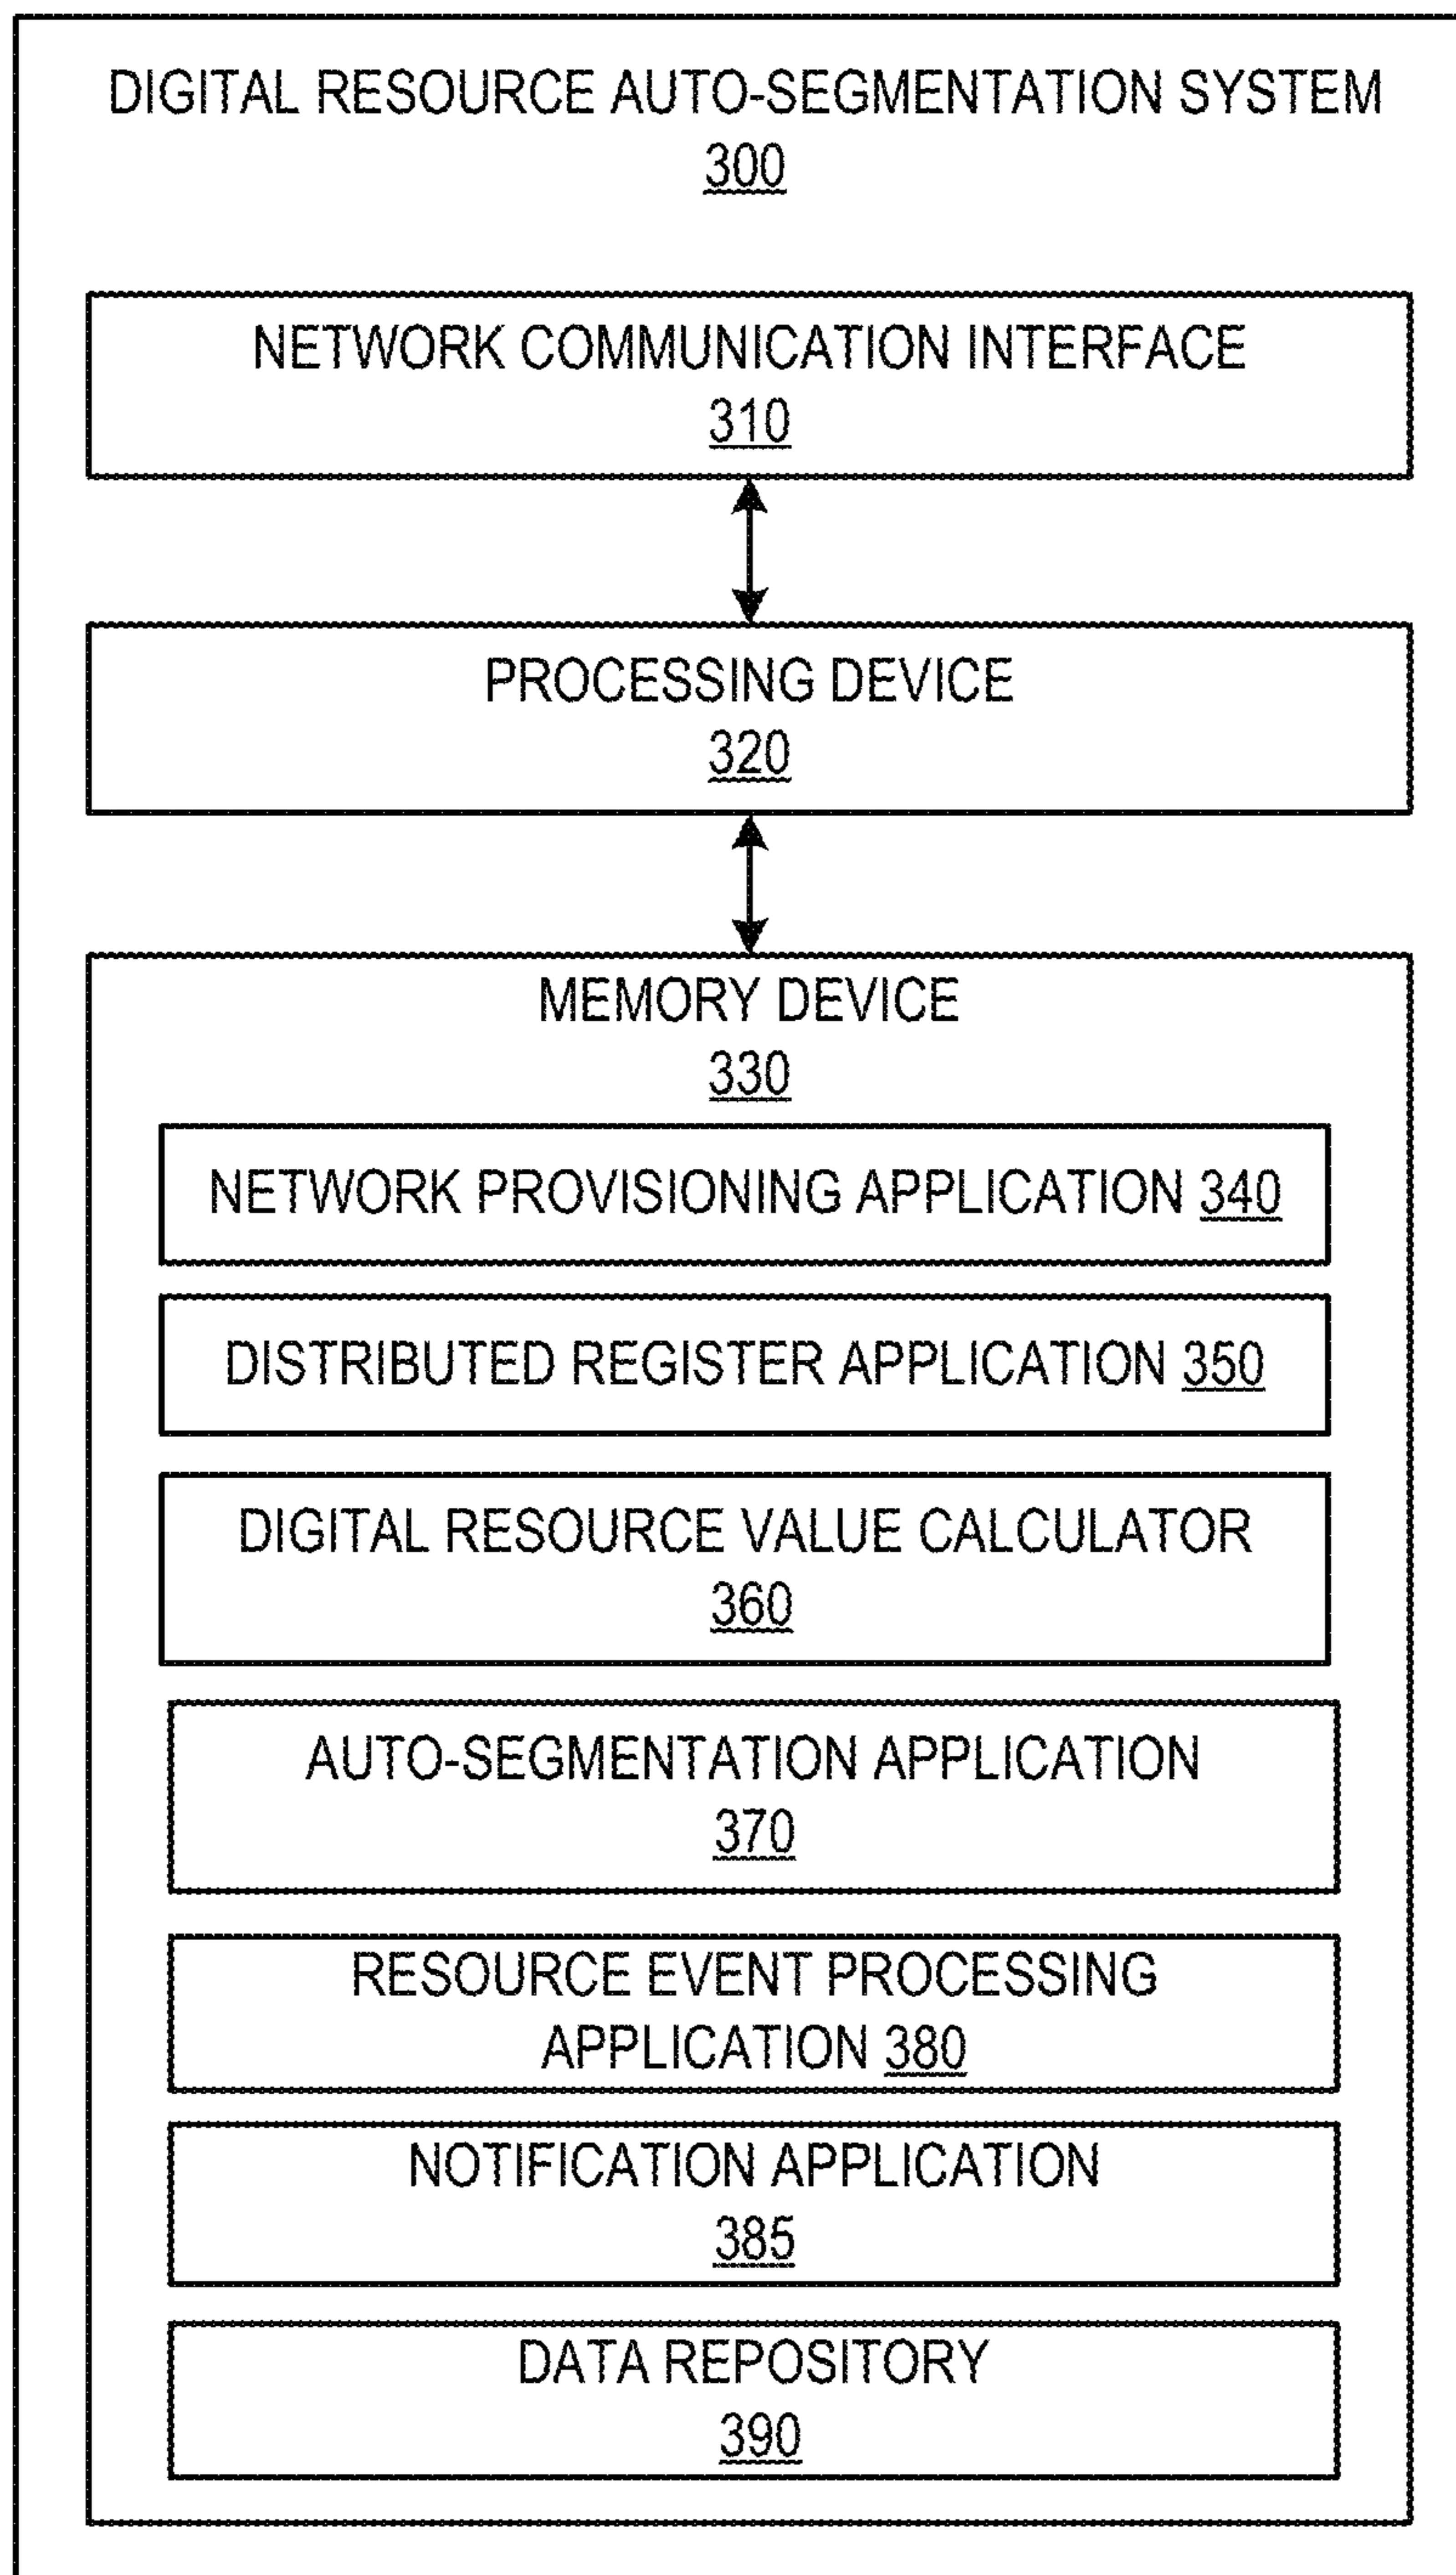 DIGITAL RESOURCE AUTO-SEGMENTATION SYSTEM
300
NETWORK COMMUNICATION INTERFACE
310
PROCESSING DEVICE
320
MEMORY DEVICE
330
NETWORK PROVISIONING APPLICATION 340
DISTRIBUTED REGISTER APPLICATION 350
DIGITAL RESOURCE VALUE CALCULATOR
360
AUTO-SEGMENTATION APPLICATION
370
RESOURCE EVENT PROCESSING
APPLICATION 380
NOTIFICATION APPLICATION
385
DATA REPOSITORY
390